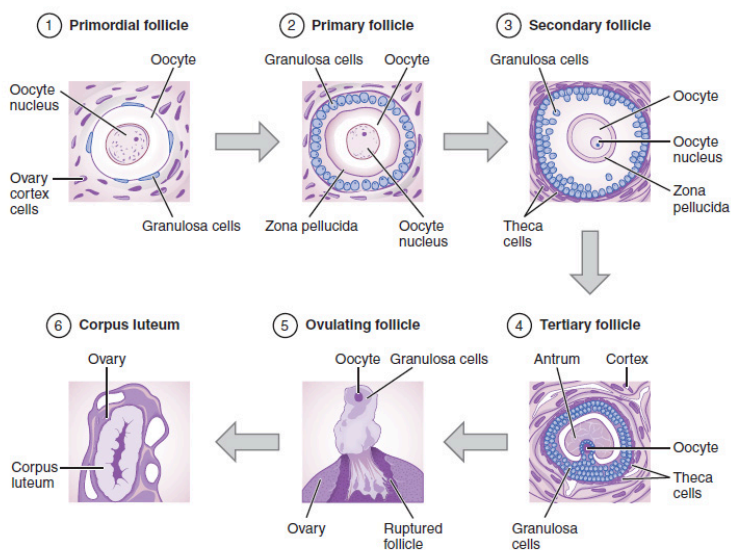 1 Primordial follicle
Oocyte
Oocyte
nucleus
Ovary
cortex
cells
Granulosa cells
2 Primary follicle
Granulosa cells
Oocyte
Zona pellucida
Oocyte
nucleus
3 Secondary follicle
Granulosa cells
Oocyte
Oocyte
nucleus
Zona
pellucida
Theca
cells
6 Corpus luteum
Ovary
Corpus
luteum
5 Ovulating follicle
Oocyte
Granulosa cells
Ovary
Ruptured
follicle
4 Tertiary follicle
Antrum
Cortex
Oocyte
Theca
cells
Granulosa
cells